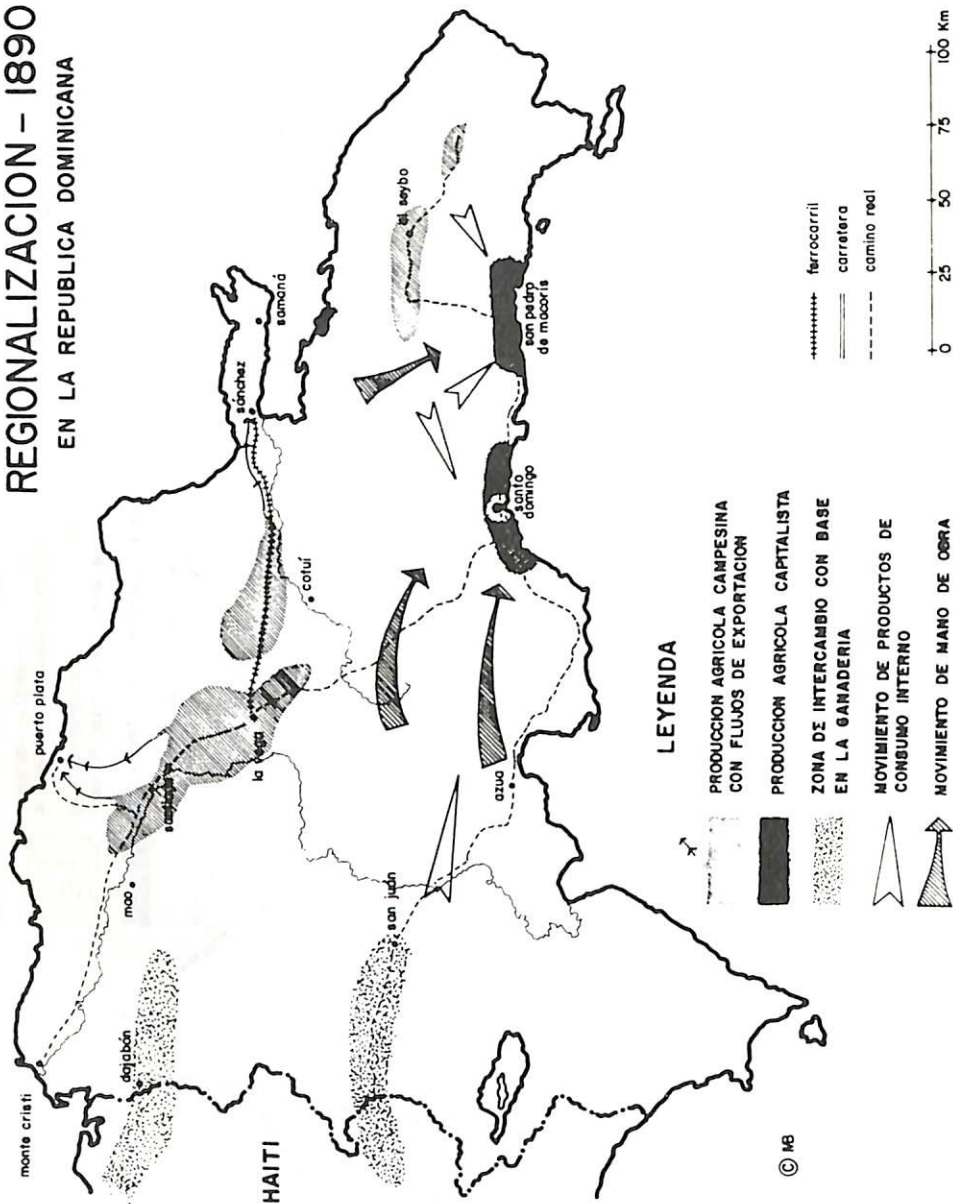 REGIONALIZACION - 1890
EN LA REPUBLICA DOMINICANA
monte cristi
puerto plata
sánchez
samaná
mao
dajabón
santiago
la vega
cotuí
el seybo
HAITI
san juán
azua
santo
domingo
san pedro
de macoris
LEYENDA
PRODUCCION AGRICOLA CAMPESINA
CON FLUJOS DE EXPORTACION
PRODUCCION AGRICOLA CAPITALISTA
ZONA DE INTERCAMBIO CON BASE
EN LA GANADERIA
MOVIMIENTO DE PRODUCTOS DE
CONSUMO INTERNO
MOVIMIENTO DE MANO DE OBRA
ferrocarril
carretera
camino real
0 25 50 75 100 Km
© MB